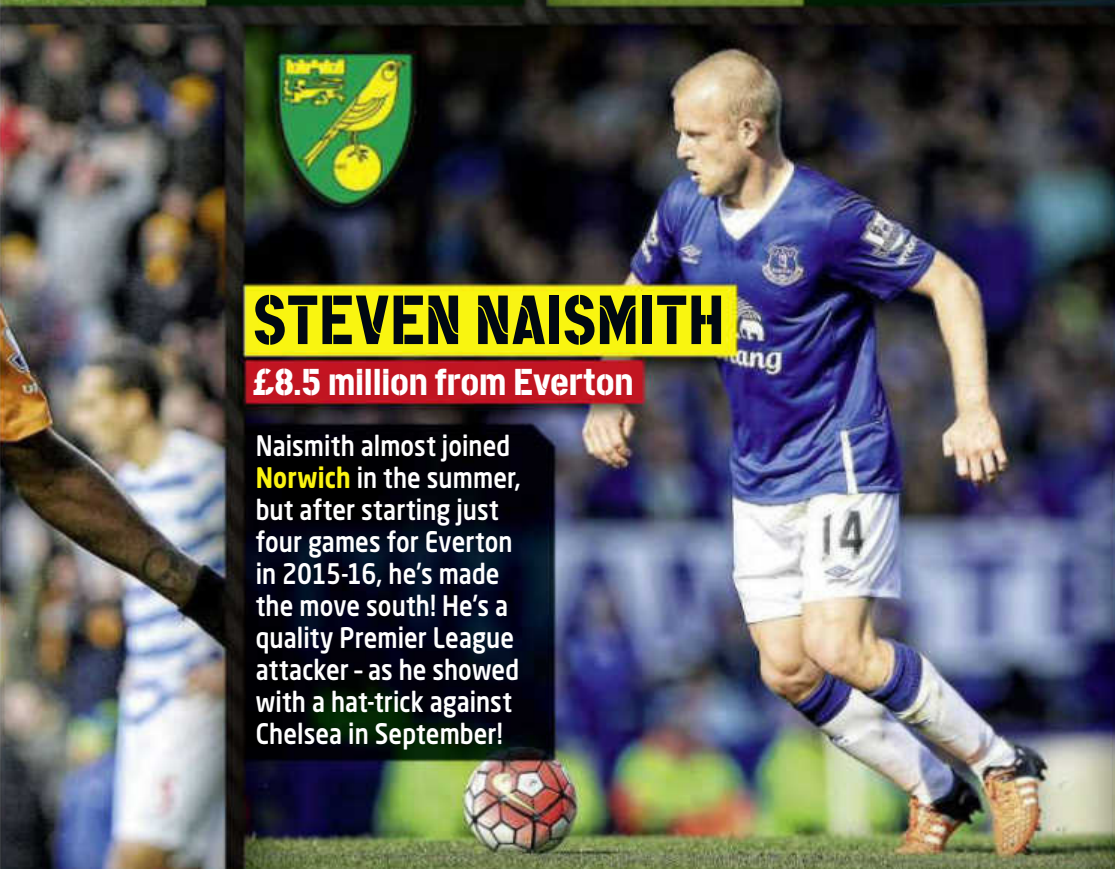 STEVEN NAISMITH
£8.5 million from Everton
Naismith almost joined
Norwich in the summer,
but after starting just
four games for Everton
in 2015-16, he's made
the move south! He's a
quality Premier League
attacker – as he showed
with a hat-trick against
Chelsea in September!
14